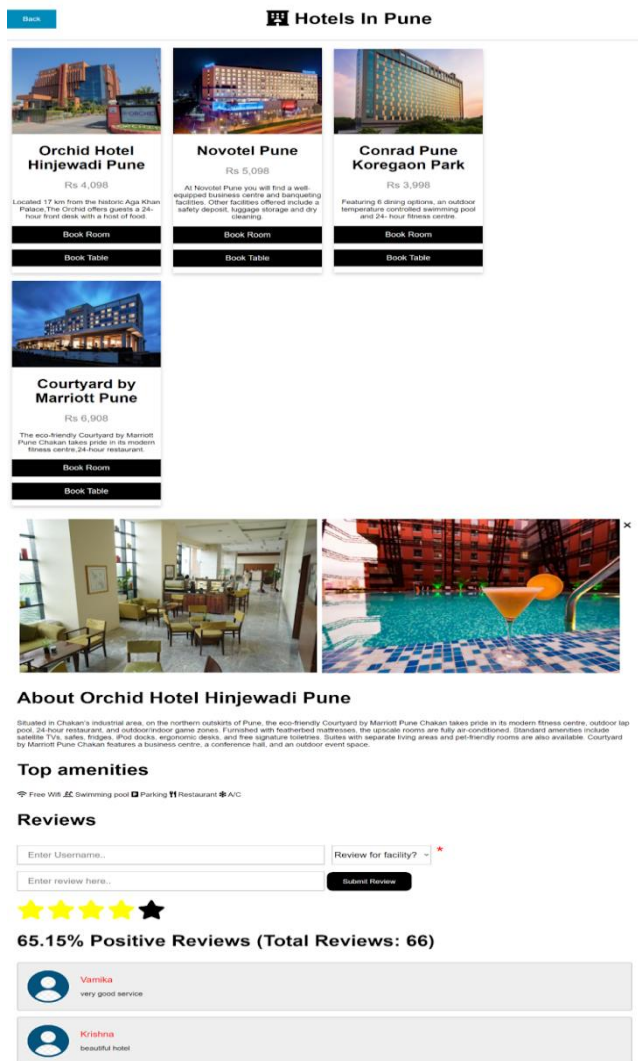 Back
Hotels In Pune
Orchid Hotel
Hinjewadi Pune
Rs 4,098
Located 17 km from the historic Aga Khan
Palace,The Orchid offers guests a 24-
hour front desk with a host of food.
Book Room
Book Table
Novotel Pune
Rs 5,098
At Novotel Pune you will find a well-
equipped business centre and banqueting
facilities. Other facilities offered include a
safety deposit, luggage storage and dry
cleaning.
Book Room
Book Table
Conrad Pune
Koregaon Park
Rs 3,998
Featuring 6 dining options, an outdoor
temperature controlled swimming pool
and 24- hour fitness centre.
Book Room
Book Table
Courtyard by
Marriott Pune
Rs 6,908
The eco-friendly Courtyard by Marriott
Pune Chakan takes pride in its modern
fitness centre,24-hour restaurant.
Book Room
Book Table
×
About Orchid Hotel Hinjewadi Pune
Situated in Chakan's industrial area, on the northern outskirts of Pune, the eco-friendly Courtyard by Marriott Pune Chakan takes pride in its modern fitness centre, outdoor lap
pool, 24-hour restaurant, and outdoor/indoor game zones. Furnished with featherbed mattresses, the upscale rooms are fully air-conditioned. Standard amenities include
satellite TVs, safes, fridges, iPod docks, ergonomic desks, and free signature toiletries. Suites with separate living areas and pet-friendly rooms are also available. Courtyard
by Marriott Pune Chakan features a business centre, a conference hall, and an outdoor event space.
Top amenities
Free Wifi Swimming pool Parking Restaurant A/C
Reviews
Enter Username..
Review for facility? *
Enter review here..
Submit Review
65.15% Positive Reviews (Total Reviews: 66)
Vamika
very good service
Krishna
beautiful hotel